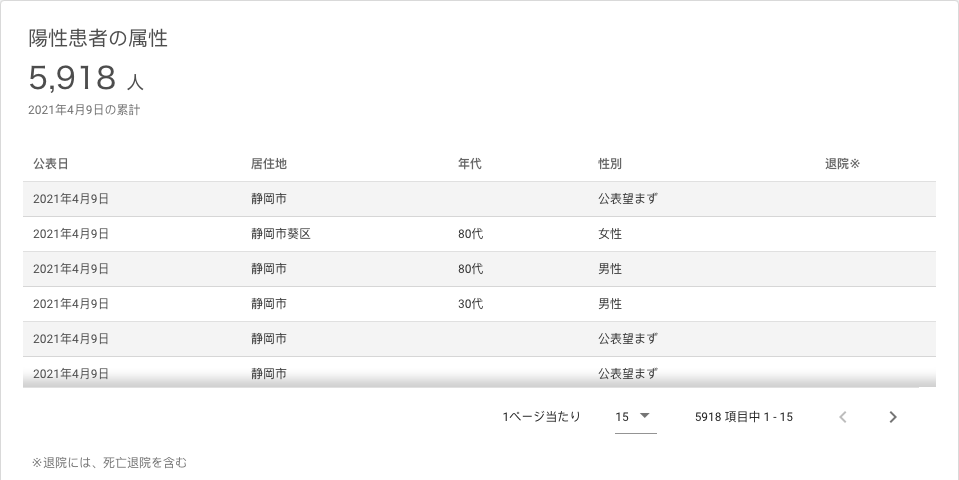 陽性患者の属性
5,918 人
2021年4月9日の累計
公表日 居住地 年代 性別 退院※
2021年4月9日 静岡市 公表望まず
2021年4月9日 静岡市葵区 80代 女性
2021年4月9日 静岡市 80代 男性
2021年4月9日 静岡市 30代 男性
2021年4月9日 静岡市 公表望まず
2021年4月9日 静岡市 公表望まず
1ページ当たり 15 5918 項目中 1 - 15
※退院には、死亡退院を含む